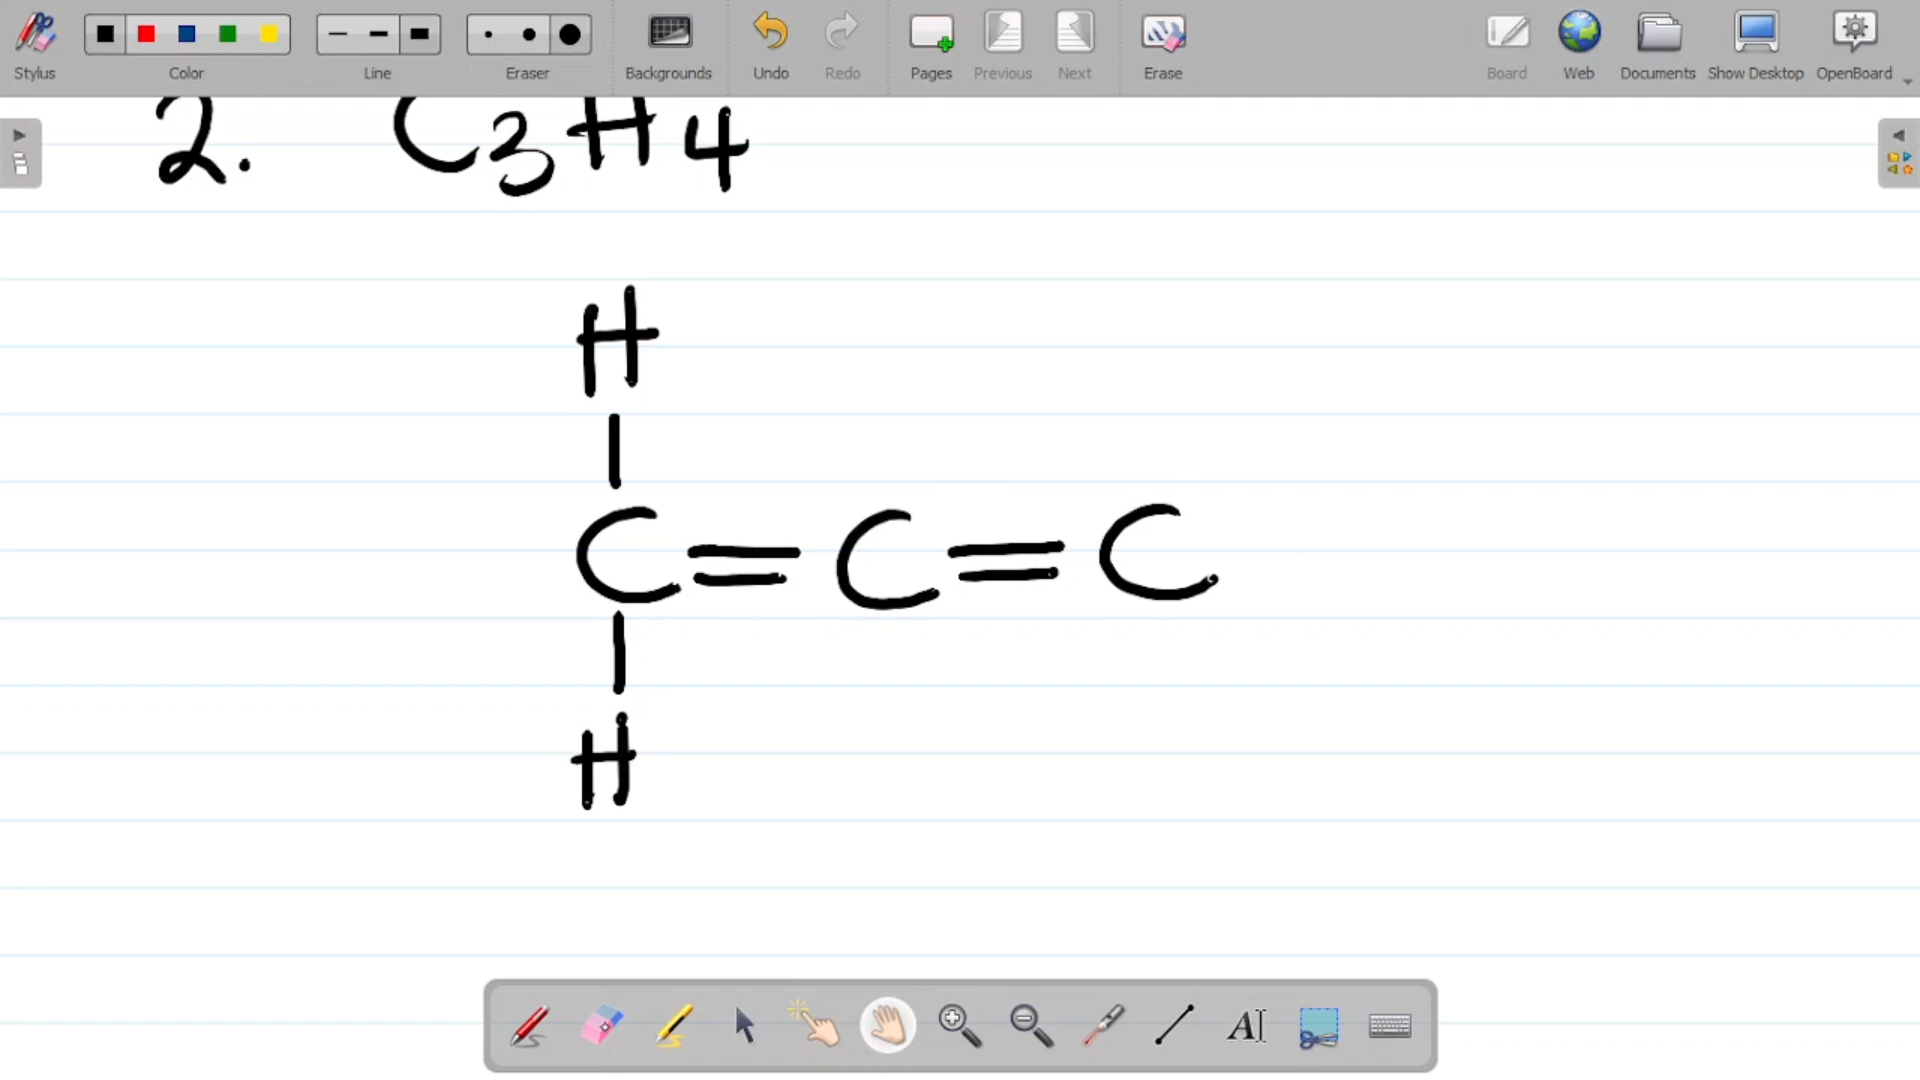 Stylus Color Line Eraser Backgrounds Undo Redo Pages Previous Next Erase Board Web Documents Show Desktop OpenBoard
2. C3H4
H
|
C=C=C
|
H
A